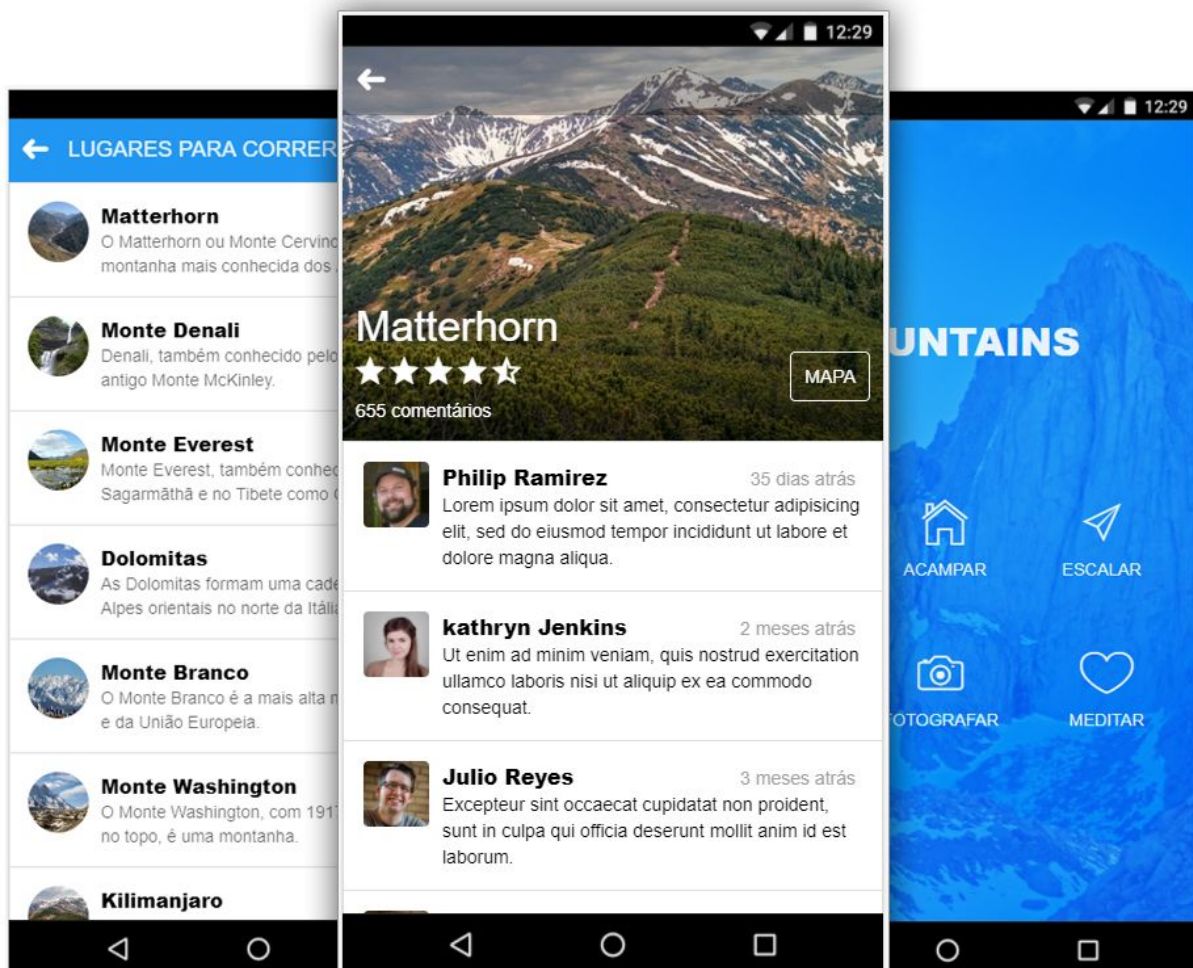 12:29
LUGARES PARA CORRER
Matterhorn
O Matterhorn ou Monte Cervino
montanha mais conhecida dos
Monte Denali
Denali, também conhecido pelo
antigo Monte McKinley.
Monte Everest
Monte Everest, também
Sagarmāthā e no Tibete como
Dolomitas
As Dolomitas formam uma
Alpes orientais no norte da
Monte Branco
O Monte Branco é a mais alta
e da União Europeia.
Monte Washington
O Monte Washington, com 1917
no topo, é uma montanha.
Kilimanjaro
Matterhorn
MAPA
655 comentários
Philip Ramirez 35 dias atrás
Lorem ipsum dolor sit amet, consectetur adipisicing
elit, sed do eiusmod tempor incididunt ut labore et
dolore magna aliqua.
kathryn Jenkins 2 meses atrás
Ut enim ad minim veniam, quis nostrud exercitation
ullamco laboris nisi ut aliquip ex ea commodo
consequat.
Julio Reyes 3 meses atrás
Excepteur sint occaecat cupidatat non proident,
sunt in culpa qui officia deserunt mollit anim id est
laborum.
12:29
UNTAINS
ACAMPAR ESCALAR
OTOGRAFAR MEDITAR